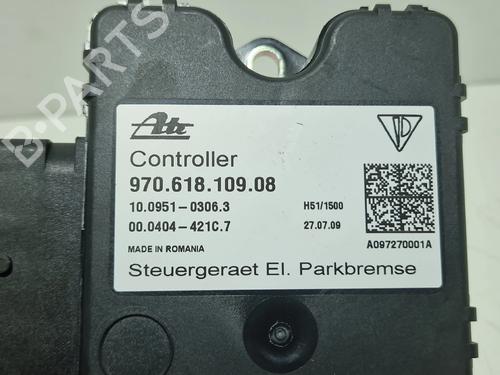 B-PARTS
Ate
Controller
970.618.109.08
10.0951-0306.3 H51/1500
00.0404-421C.7 27.07.09
MADE IN ROMANIA A097270001A
Steuergeraet El. Parkbremse